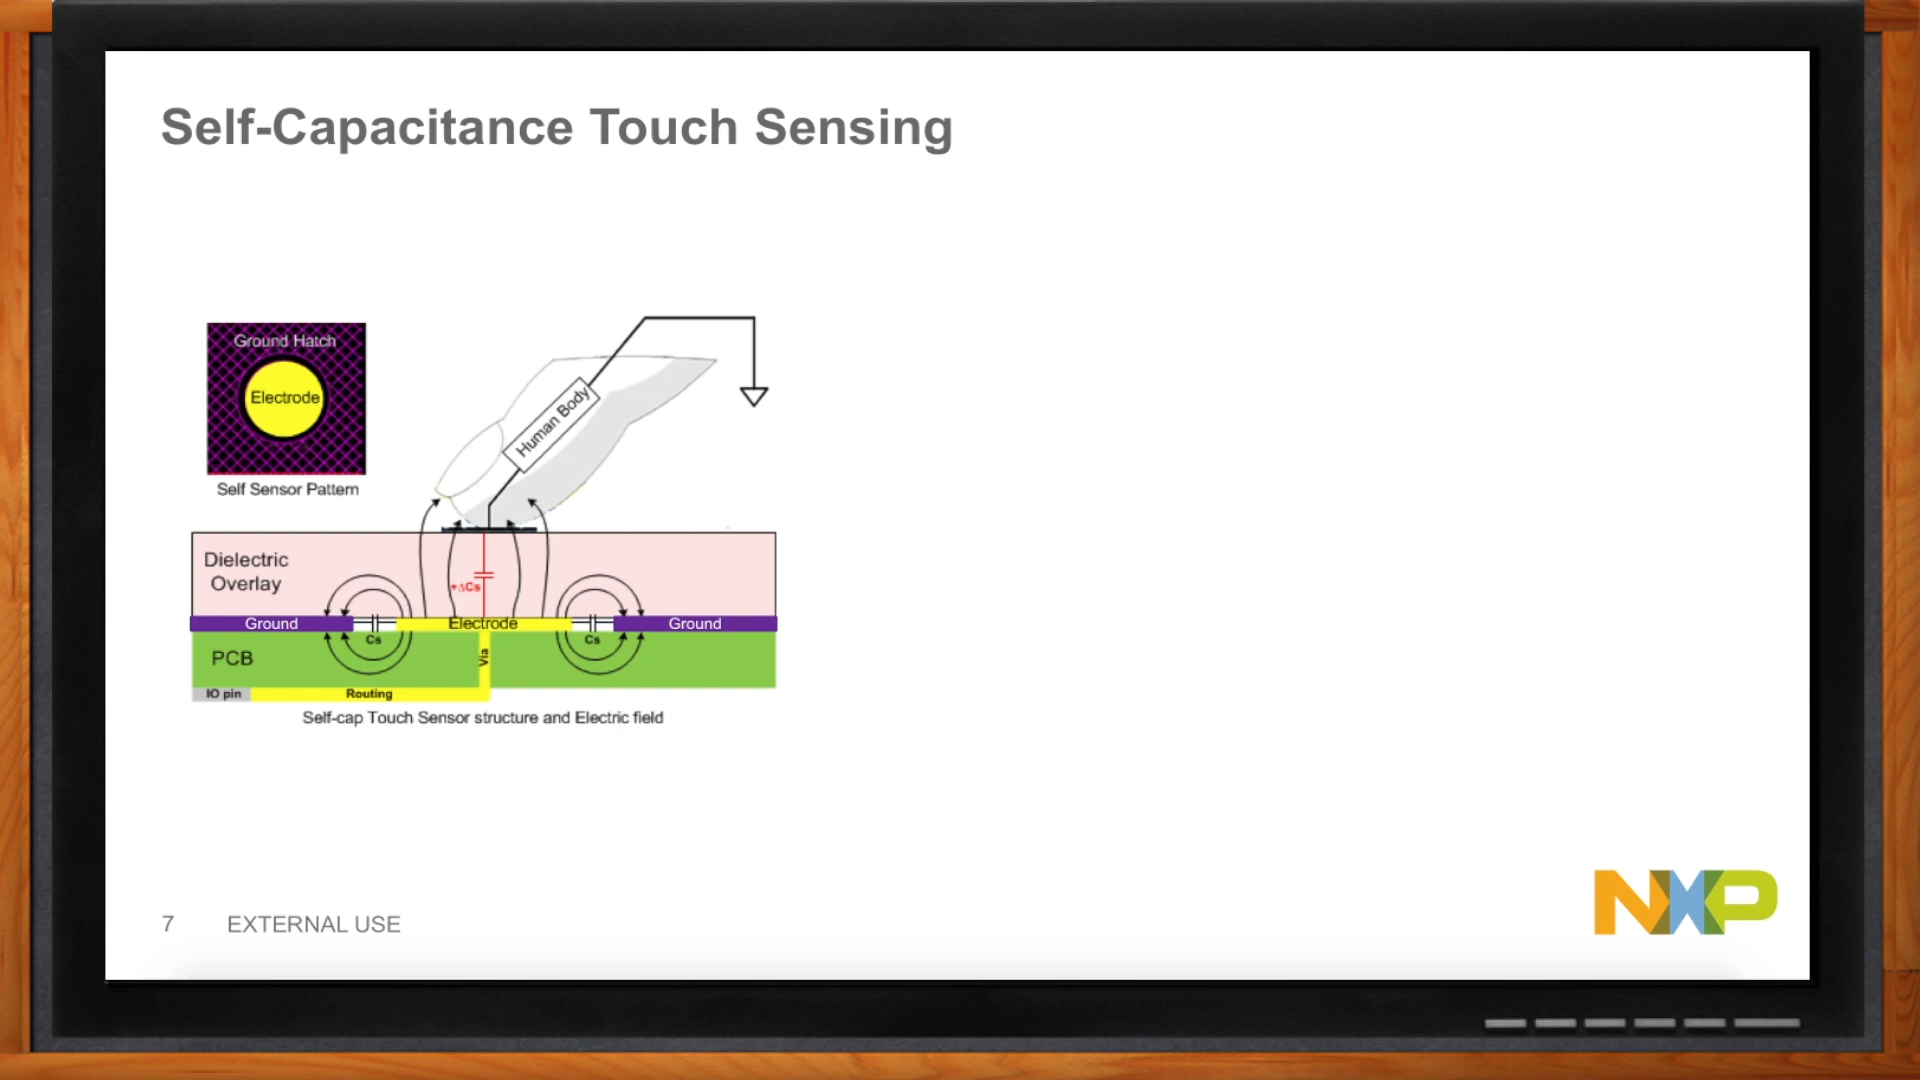 Self-Capacitance Touch Sensing
Ground Hatch
Electrode
Self Sensor Pattern
Human Body
Dielectric
Overlay
+ΔCs
Ground
Electrode
Ground
Cs
Cs
PCB
Via
IO pin
Routing
Self-cap Touch Sensor structure and Electric field
7
EXTERNAL USE
NXP